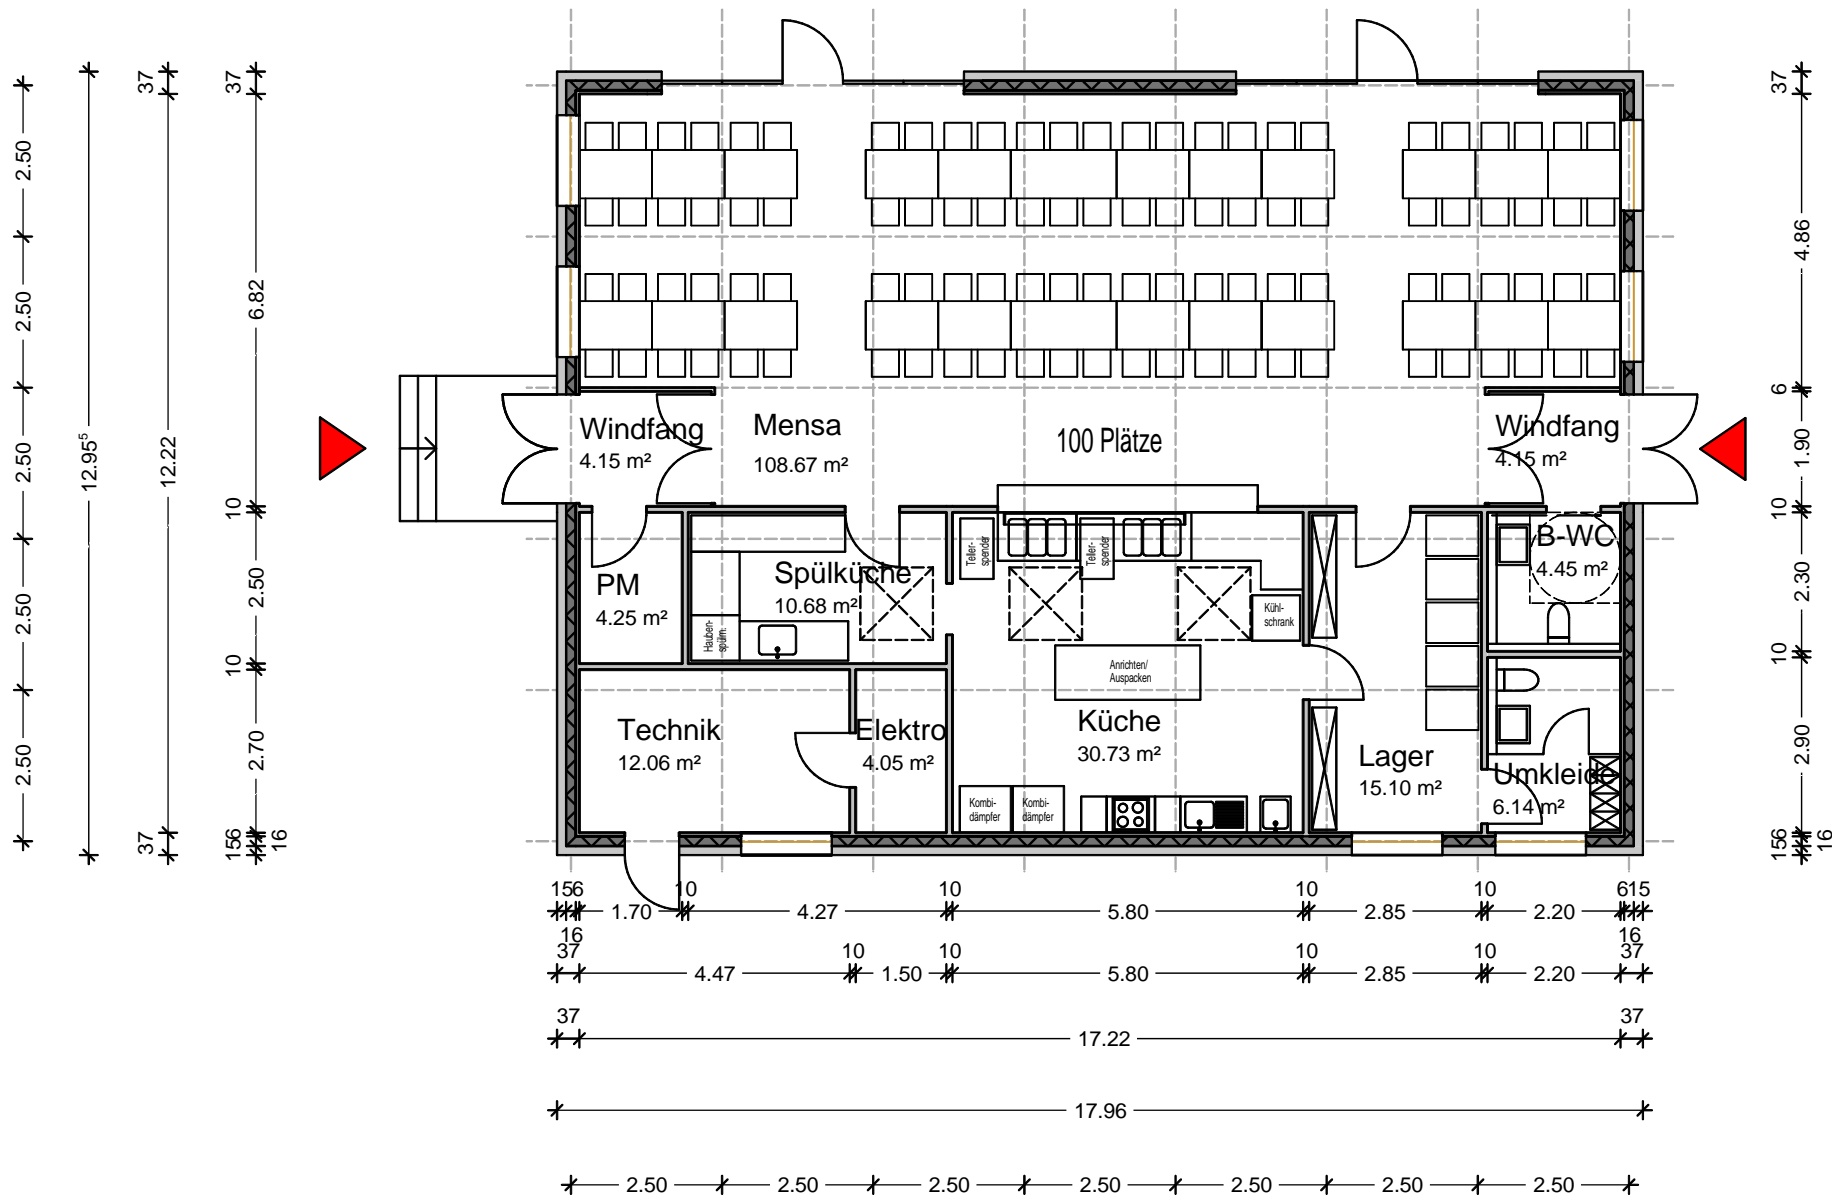 37
37
37
37
2.50
4.86
2.50
6.82
12.95⁵
12.22
2.50
2.50
2.50
2.50
Windfang
4.15 m²
Mensa
108.67 m²
100 Plätze
Windfang
4.15 m²
6
1.90
10
2.50
10
2.70
10
2.30
10
2.90
Teller-
spender
Teller-
spender
B-WC
4.45 m²
PM
4.25 m²
Spülküche
10.68 m²
Hauben-
spülm.
Kühl-
schrank
Anrichten/
Auspacken
Technik
12.06 m²
Elektro
4.05 m²
Küche
30.73 m²
Lager
15.10 m²
Umkleide
6.14 m²
Kombi-
dämpfer
Kombi-
dämpfer
37
156
16
156
16
156 10 10 10 10 615
1.70 4.27 5.80 2.85 2.20
16 16
37 10 10 10 10 37
4.47 1.50 5.80 2.85 2.20
37 37
17.22
17.96
2.50 2.50 2.50 2.50 2.50 2.50 2.50